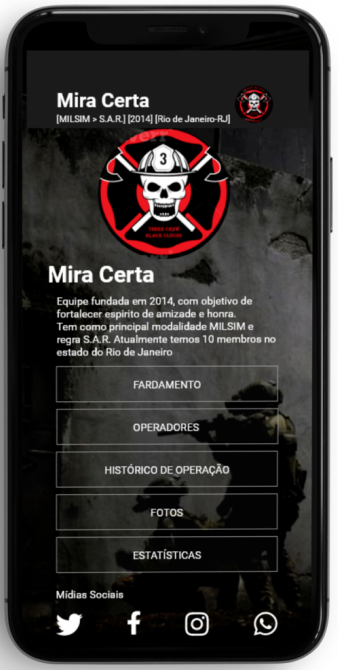 Mira Certa
[MILSIM > S.A.R.] [2014] [Rio de Janeiro-RJ]
3
Mira Certa
Equipe fundada em 2014, com objetivo de
fortalecer espirito de amizade e honra.
Tem como principal modalidade MILSIM e
regra S.A.R. Atualmente temos 10 membros no
estado do Rio de Janeiro
FARDAMENTO
OPERADORES
HISTÓRICO DE OPERAÇÃO
FOTOS
ESTATÍSTICAS
Mídias Sociais